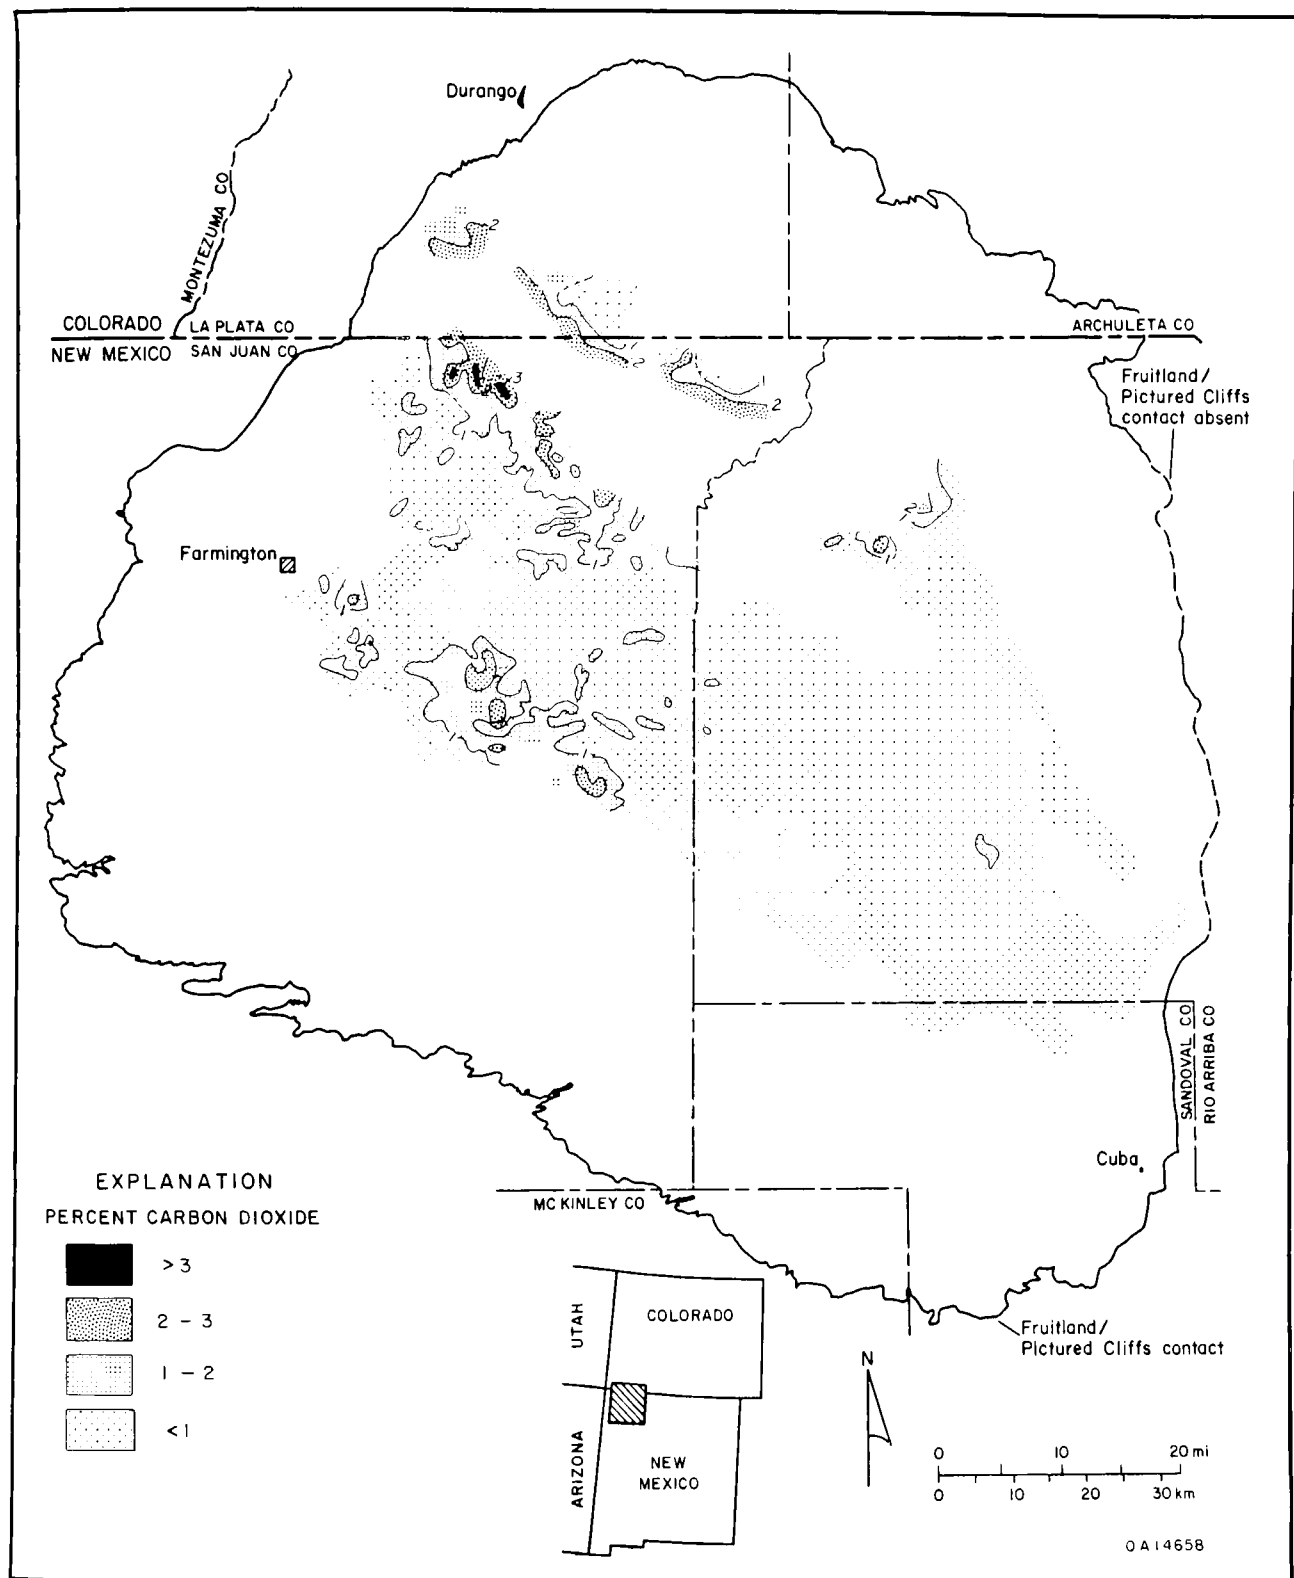 Durango
MONTEZUMA CO
COLORADO
LA PLATA CO
ARCHULETA CO
NEW MEXICO
SAN JUAN CO
2
1
2
3
1
2
Fruitland/
Pictured Cliffs
contact absent
Farmington
2
1
1
1
1
SANDOVAL CO
RIO ARRIBA CO
Cuba
MC KINLEY CO
EXPLANATION
PERCENT CARBON DIOXIDE
>3
2 - 3
1 - 2
<1
UTAH
COLORADO
ARIZONA
NEW
MEXICO
Fruitland/
Pictured Cliffs contact
N
0 10 20 mi
0 10 20 30 km
QA14658